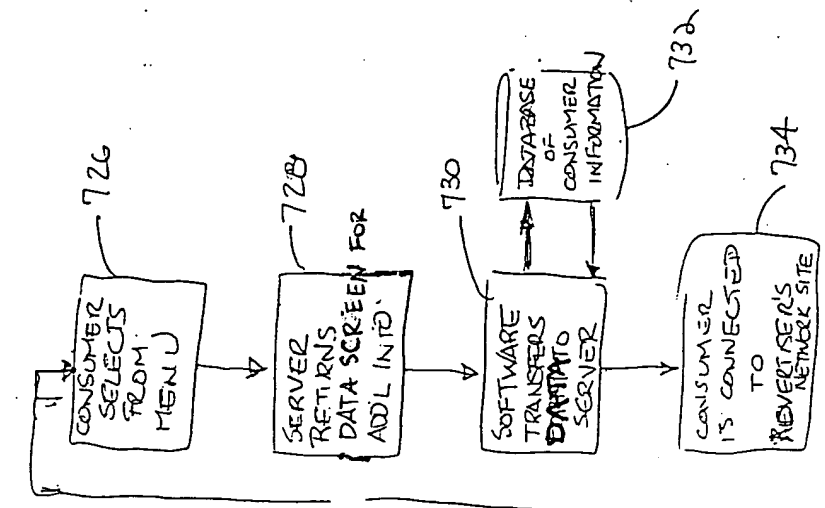 726
CONSUMER
SELECTS
FROM
MENU
728
SERVER
RETURNS
DATA SCREEN FOR
ADD'L INFO.
730
SOFTWARE
TRANSFERS
DATA TO
SERVER
DATABASE
OF
CONSUMER
INFORMATION
732
734
CONSUMER
IS CONNECTED
TO
ADVERTISER'S
NETWORK SITE